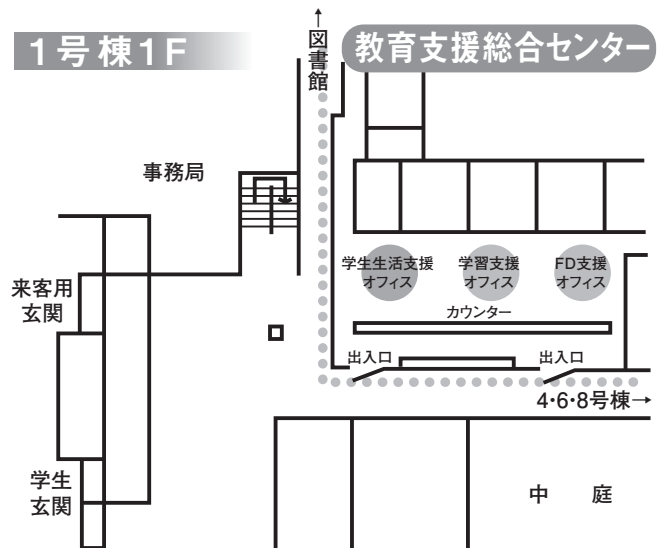 1号棟1F
↑図書館
教育支援総合センター
事務局
学生生活支援
オフィス
学習支援
オフィス
FD支援
オフィス
来客用
玄関
カウンター
出入口
出入口
4・6・8号棟→
学生
玄関
中 庭